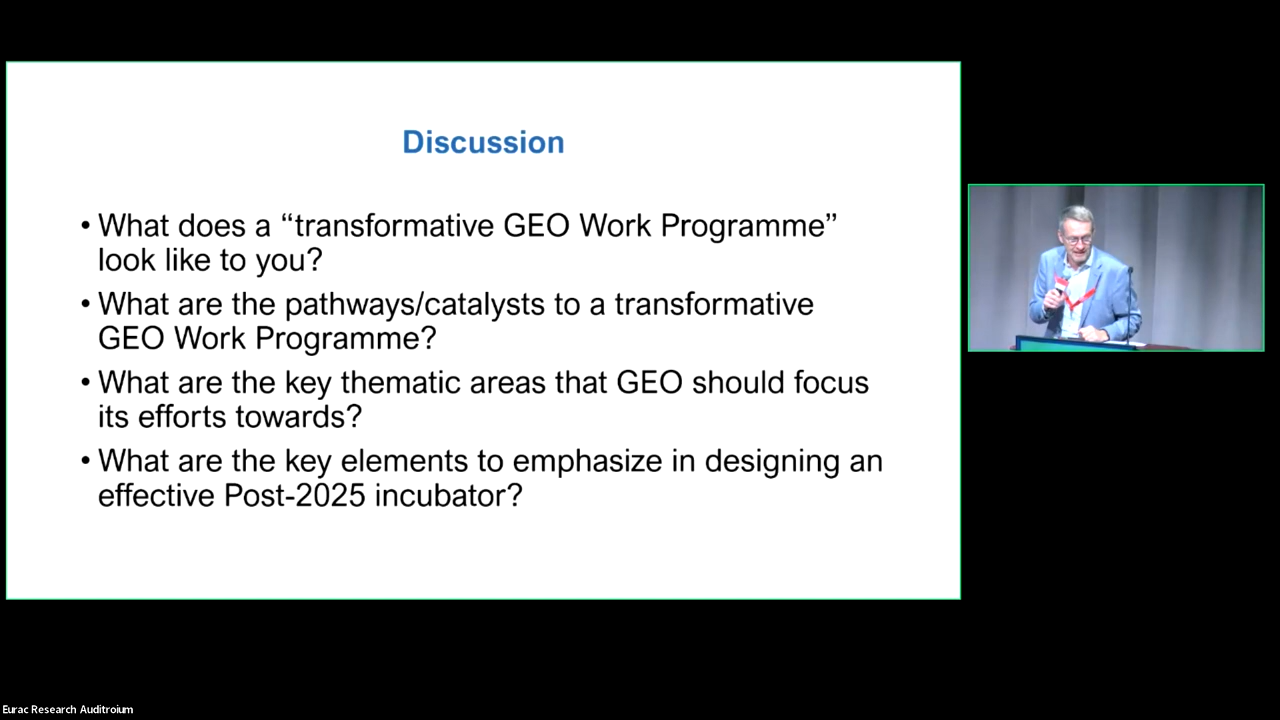 Discussion
• What does a “transformative GEO Work Programme”
look like to you?
• What are the pathways/catalysts to a transformative
GEO Work Programme?
• What are the key thematic areas that GEO should focus
its efforts towards?
• What are the key elements to emphasize in designing an
effective Post-2025 incubator?
Eurac Research Auditroium